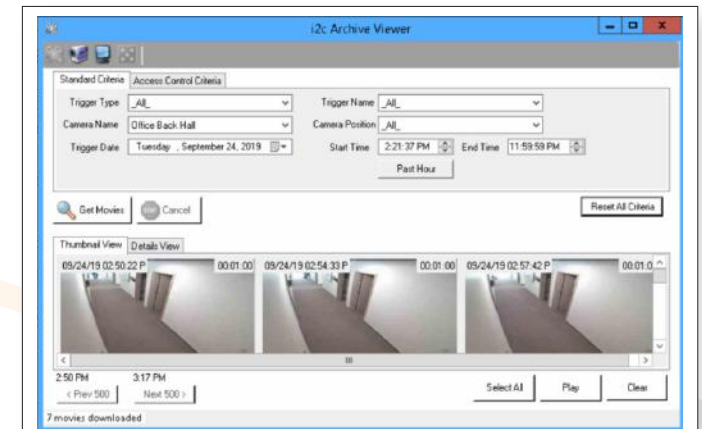 i2c Archive Viewer
Standard Criteria Access Control Criteria
Trigger Type _All_ Trigger Name _All_
Camera Name Office Back Hall Camera Position _All_
Trigger Date Tuesday , September 24, 2019 Start Time 2:21:37 PM End Time 11:59:59 PM
Past Hour
Get Movies Cancel Reset All Criteria
Thumbnail View Details View
09/24/19 02:50:22 P 00:01:00 09/24/19 02:54:33 P 00:01:00 09/24/19 02:57:42 P 00:01:0
2:50 PM 3:17 PM
< Prev 500 Next 500 > Select All Play Clear
7 movies downloaded